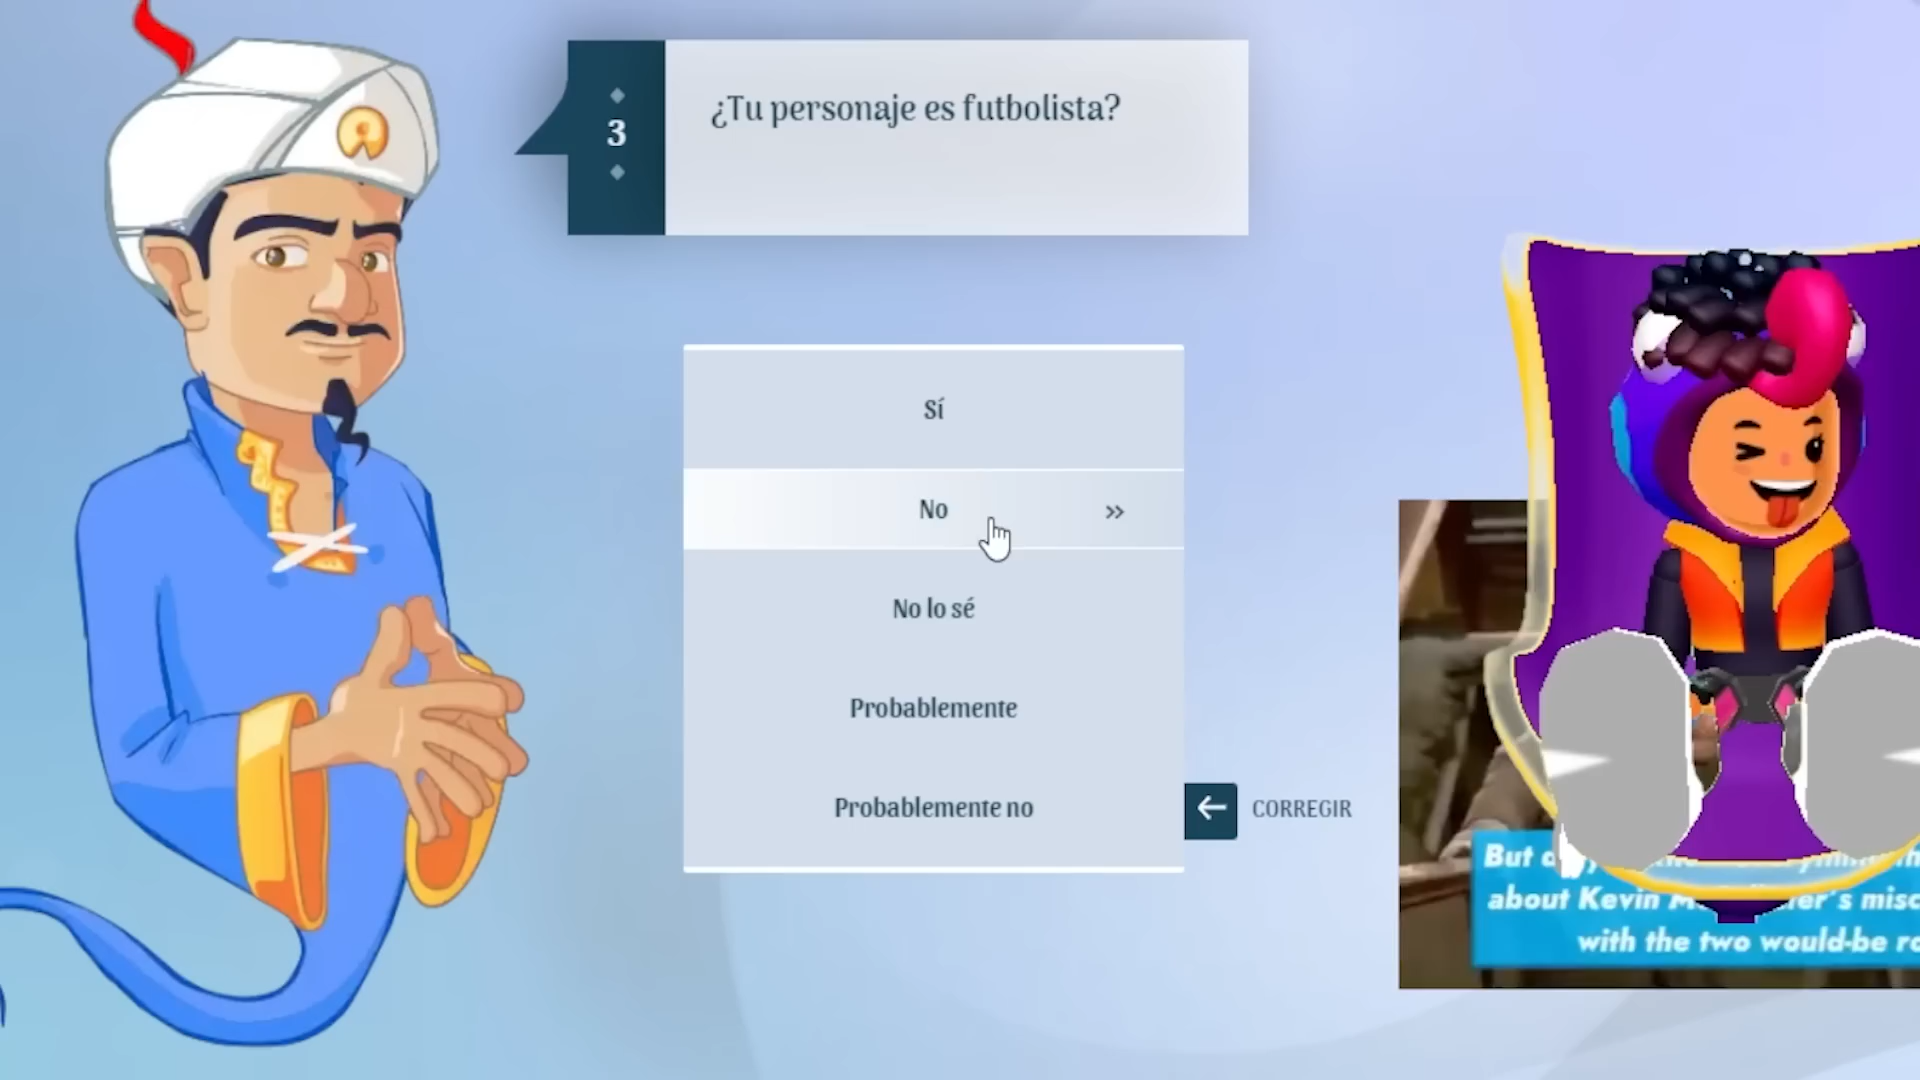 3
¿Tu personaje es futbolista?
Sí
No
No lo sé
Probablemente
Probablemente no
CORREGIR
But
about Kevin
with the two would-be